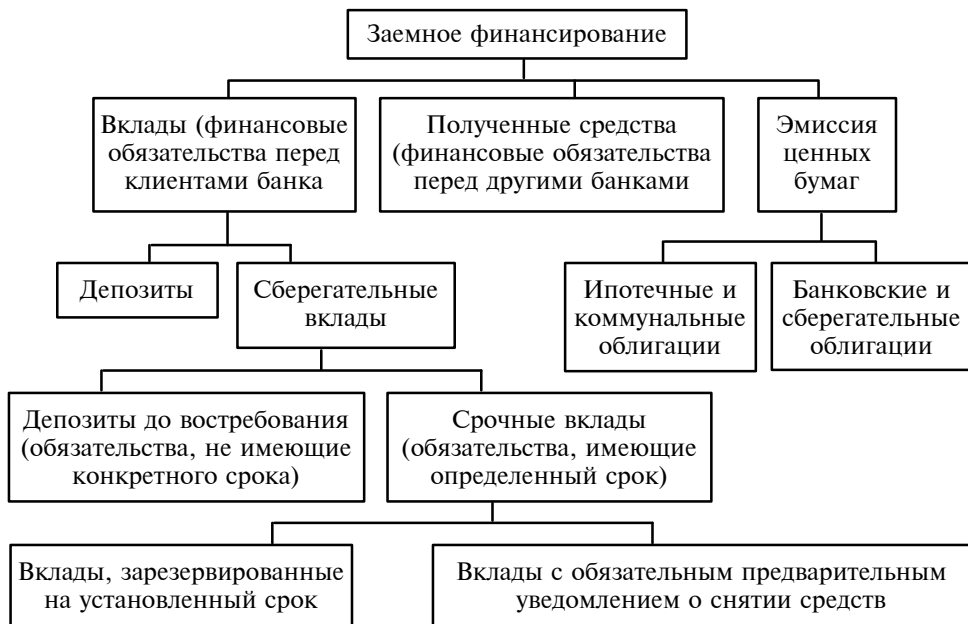 Заемное финансирование
Вклады (финансовые
обязательства перед
клиентами банка
Полученные средства
(финансовые обязательства
перед другими банками
Эмиссия
ценных
бумаг
Депозиты
Сберегательные
вклады
Ипотечные и
коммунальные
облигации
Банковские и
сберегательные
облигации
Депозиты до востребования
(обязательства, не имеющие
конкретного срока)
Срочные вклады
(обязательства, имеющие
определенный срок)
Вклады, зарезервированные
на установленный срок
Вклады с обязательным предварительным
уведомлением о снятии средств